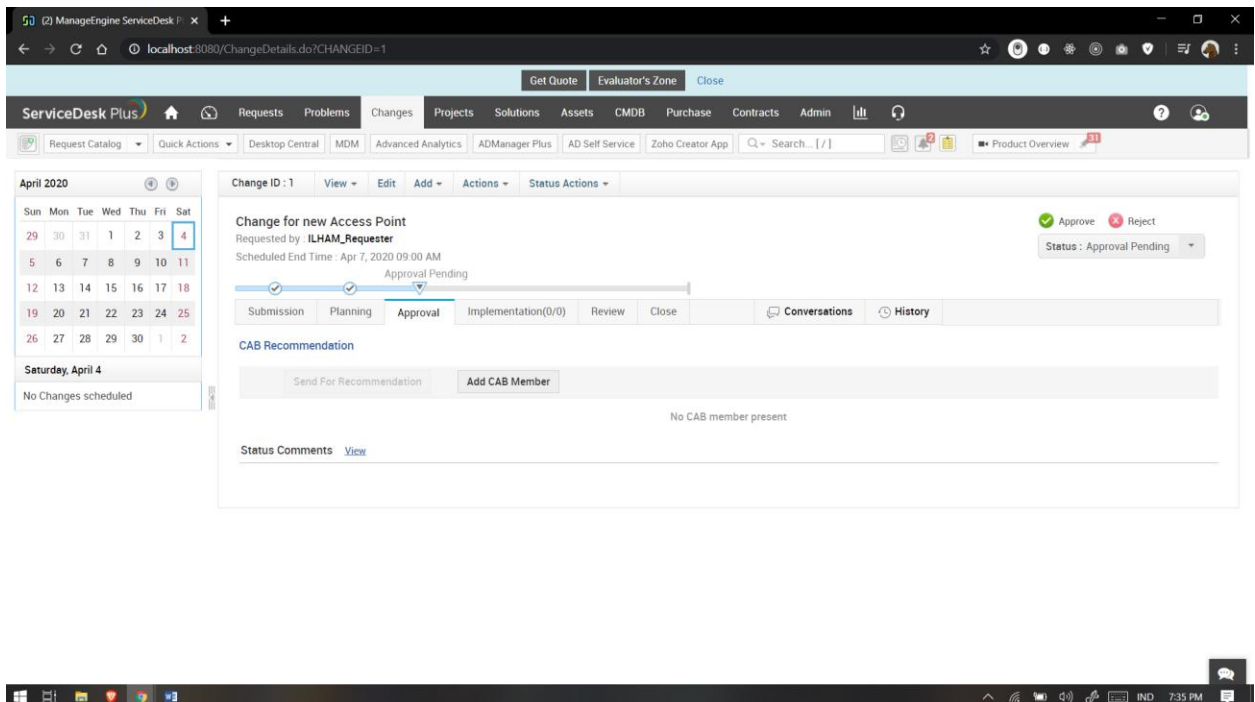 (2) ManageEngine ServiceDesk P
localhost:8080/ChangeDetails.do?CHANGEID=1
Get Quote Evaluator's Zone Close
ServiceDesk Plus Requests Problems Changes Projects Solutions Assets CMDB Purchase Contracts Admin
Request Catalog Quick Actions Desktop Central MDM Advanced Analytics ADManager Plus AD Self Service Zoho Creator App Search... [ / ] 2 Product Overview 31
April 2020
Sun Mon Tue Wed Thu Fri Sat
29 30 31 1 2 3 4
5 6 7 8 9 10 11
12 13 14 15 16 17 18
19 20 21 22 23 24 25
26 27 28 29 30 1 2
Saturday, April 4
No Changes scheduled
Change ID : 1 View Edit Add Actions Status Actions
Change for new Access Point
Requested by : ILHAM_Requester
Scheduled End Time : Apr 7, 2020 09:00 AM
Approve Reject
Status : Approval Pending
Approval Pending
Submission Planning Approval Implementation(0/0) Review Close Conversations History
CAB Recommendation
Send For Recommendation Add CAB Member
No CAB member present
Status Comments View
IND 7:35 PM